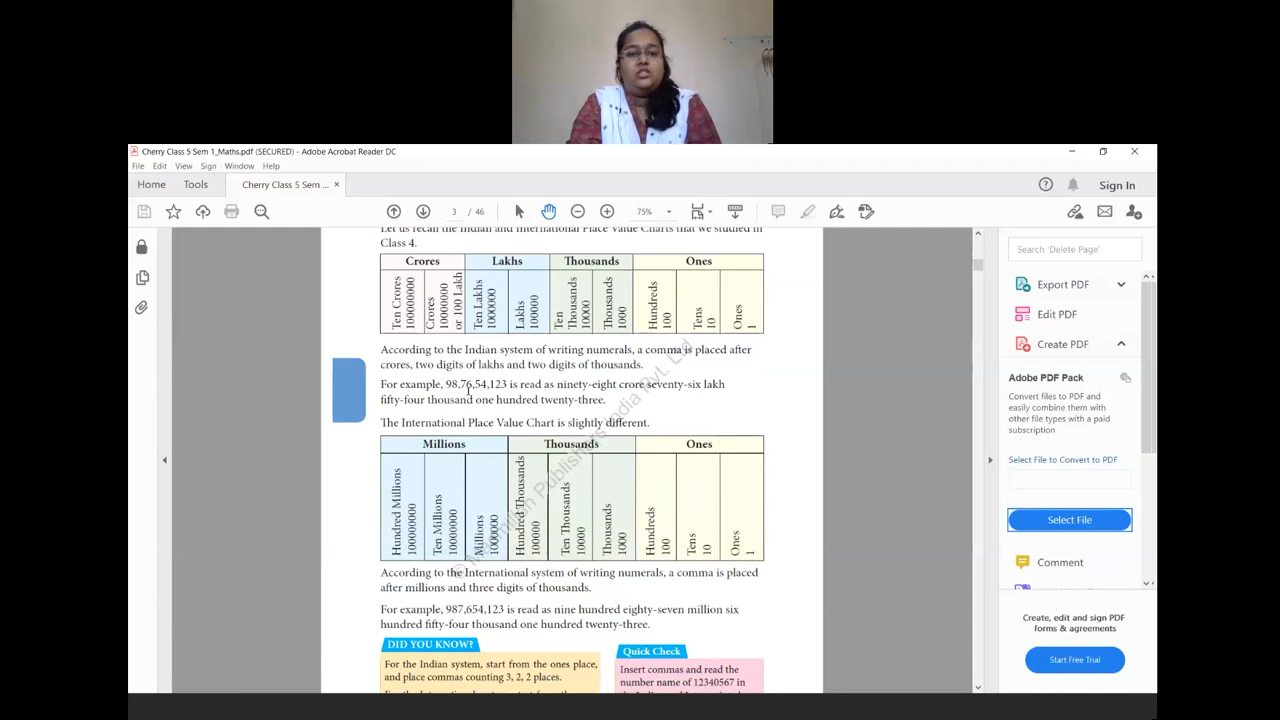 Cherry Class 5 Sem 1_Maths.pdf (SECURED) - Adobe Acrobat Reader DC
File Edit View Sign Window Help
Home Tools Cherry Class 5 Sem ... × Sign In
3 / 46 75%
Let us recall the Indian and International Place Value Charts that we studied in
Class 4.
Crores Lakhs Thousands Ones
Ten Crores 100000000
Crores 10000000 or 100 Lakh
Ten Lakhs 1000000
Lakhs 100000
Ten Thousands 10000
Thousands 1000
Hundreds 100
Tens 10
Ones 1
According to the Indian system of writing numerals, a comma is placed after
crores, two digits of lakhs and two digits of thousands.
For example, 98,76,54,123 is read as ninety-eight crore seventy-six lakh
fifty-four thousand one hundred twenty-three.
The International Place Value Chart is slightly different.
Millions Thousands Ones
Hundred Millions 100000000
Ten Millions 10000000
Millions 1000000
Hundred Thousands 100000
Ten Thousands 10000
Thousands 1000
Hundreds 100
Tens 10
Ones 1
According to the International system of writing numerals, a comma is placed
after millions and three digits of thousands.
For example, 987,654,123 is read as nine hundred eighty-seven million six
hundred fifty-four thousand one hundred twenty-three.
DID YOU KNOW?
For the Indian system, start from the ones place,
and place commas counting 3, 2, 2 places.
Quick Check
Insert commas and read the
number name of 12340567 in
Publishers India Pvt. Ltd
Search 'Delete Page'
Export PDF
Edit PDF
Create PDF
Adobe PDF Pack
Convert files to PDF and
easily combine them with
other file types with a paid
subscription
Select File to Convert to PDF
Select File
Comment
Create, edit and sign PDF
forms & agreements
Start Free Trial